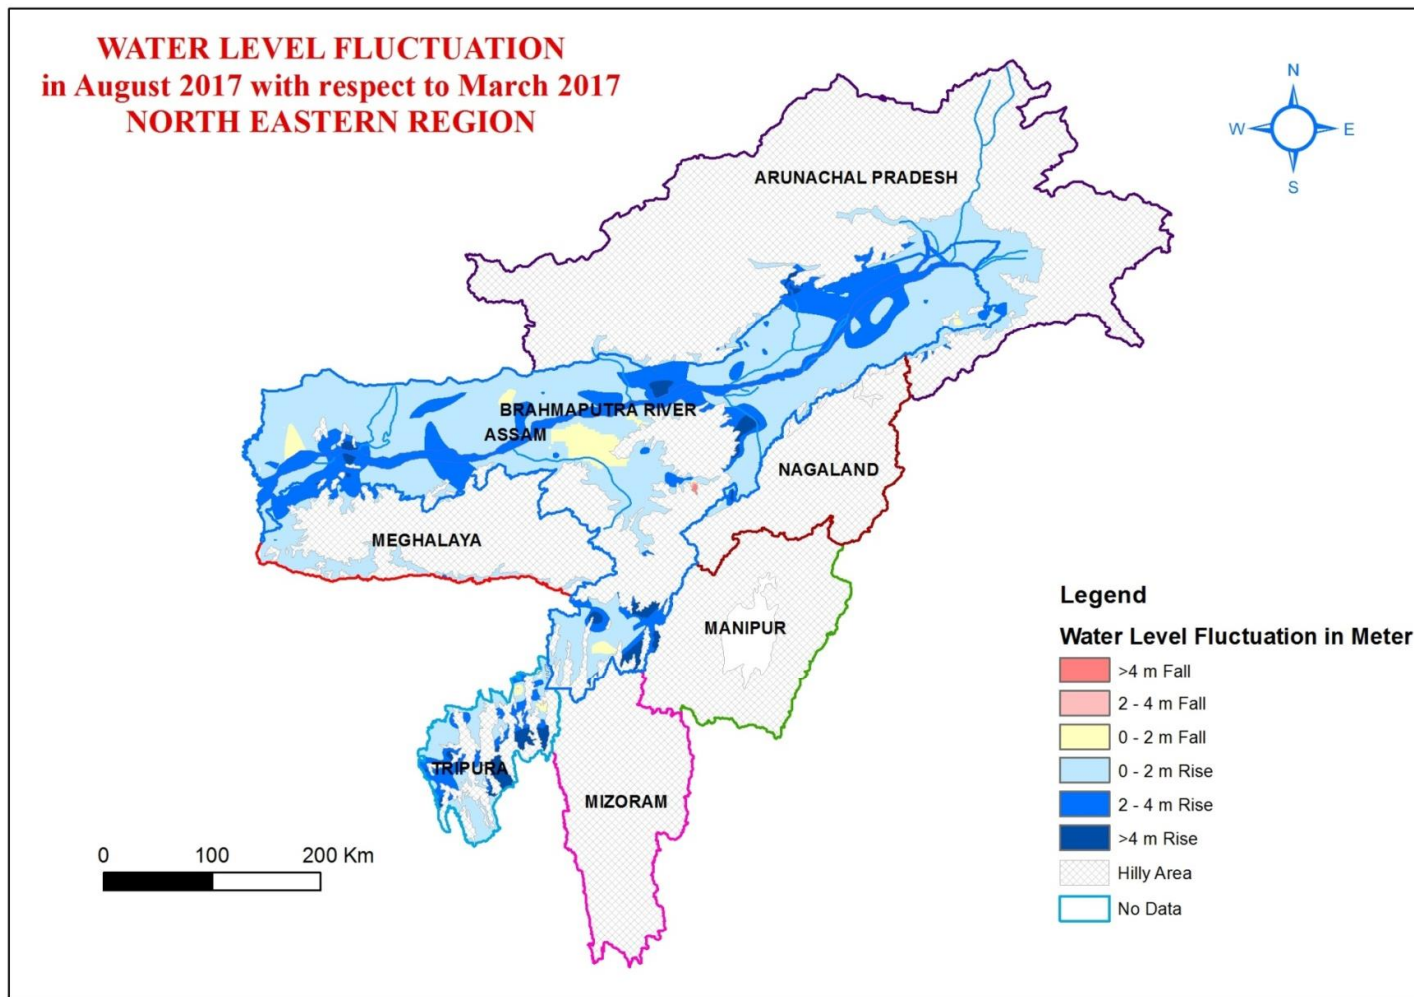 WATER LEVEL FLUCTUATION
in August 2017 with respect to March 2017
NORTH EASTERN REGION
N
W
E
S
ARUNACHAL PRADESH
BRAHMAPUTRA RIVER
ASSAM
NAGALAND
MEGHALAYA
MANIPUR
TRIPURA
MIZORAM
0 100 200 Km
Legend
Water Level Fluctuation in Meter
>4 m Fall
2 - 4 m Fall
0 - 2 m Fall
0 - 2 m Rise
2 - 4 m Rise
>4 m Rise
Hilly Area
No Data